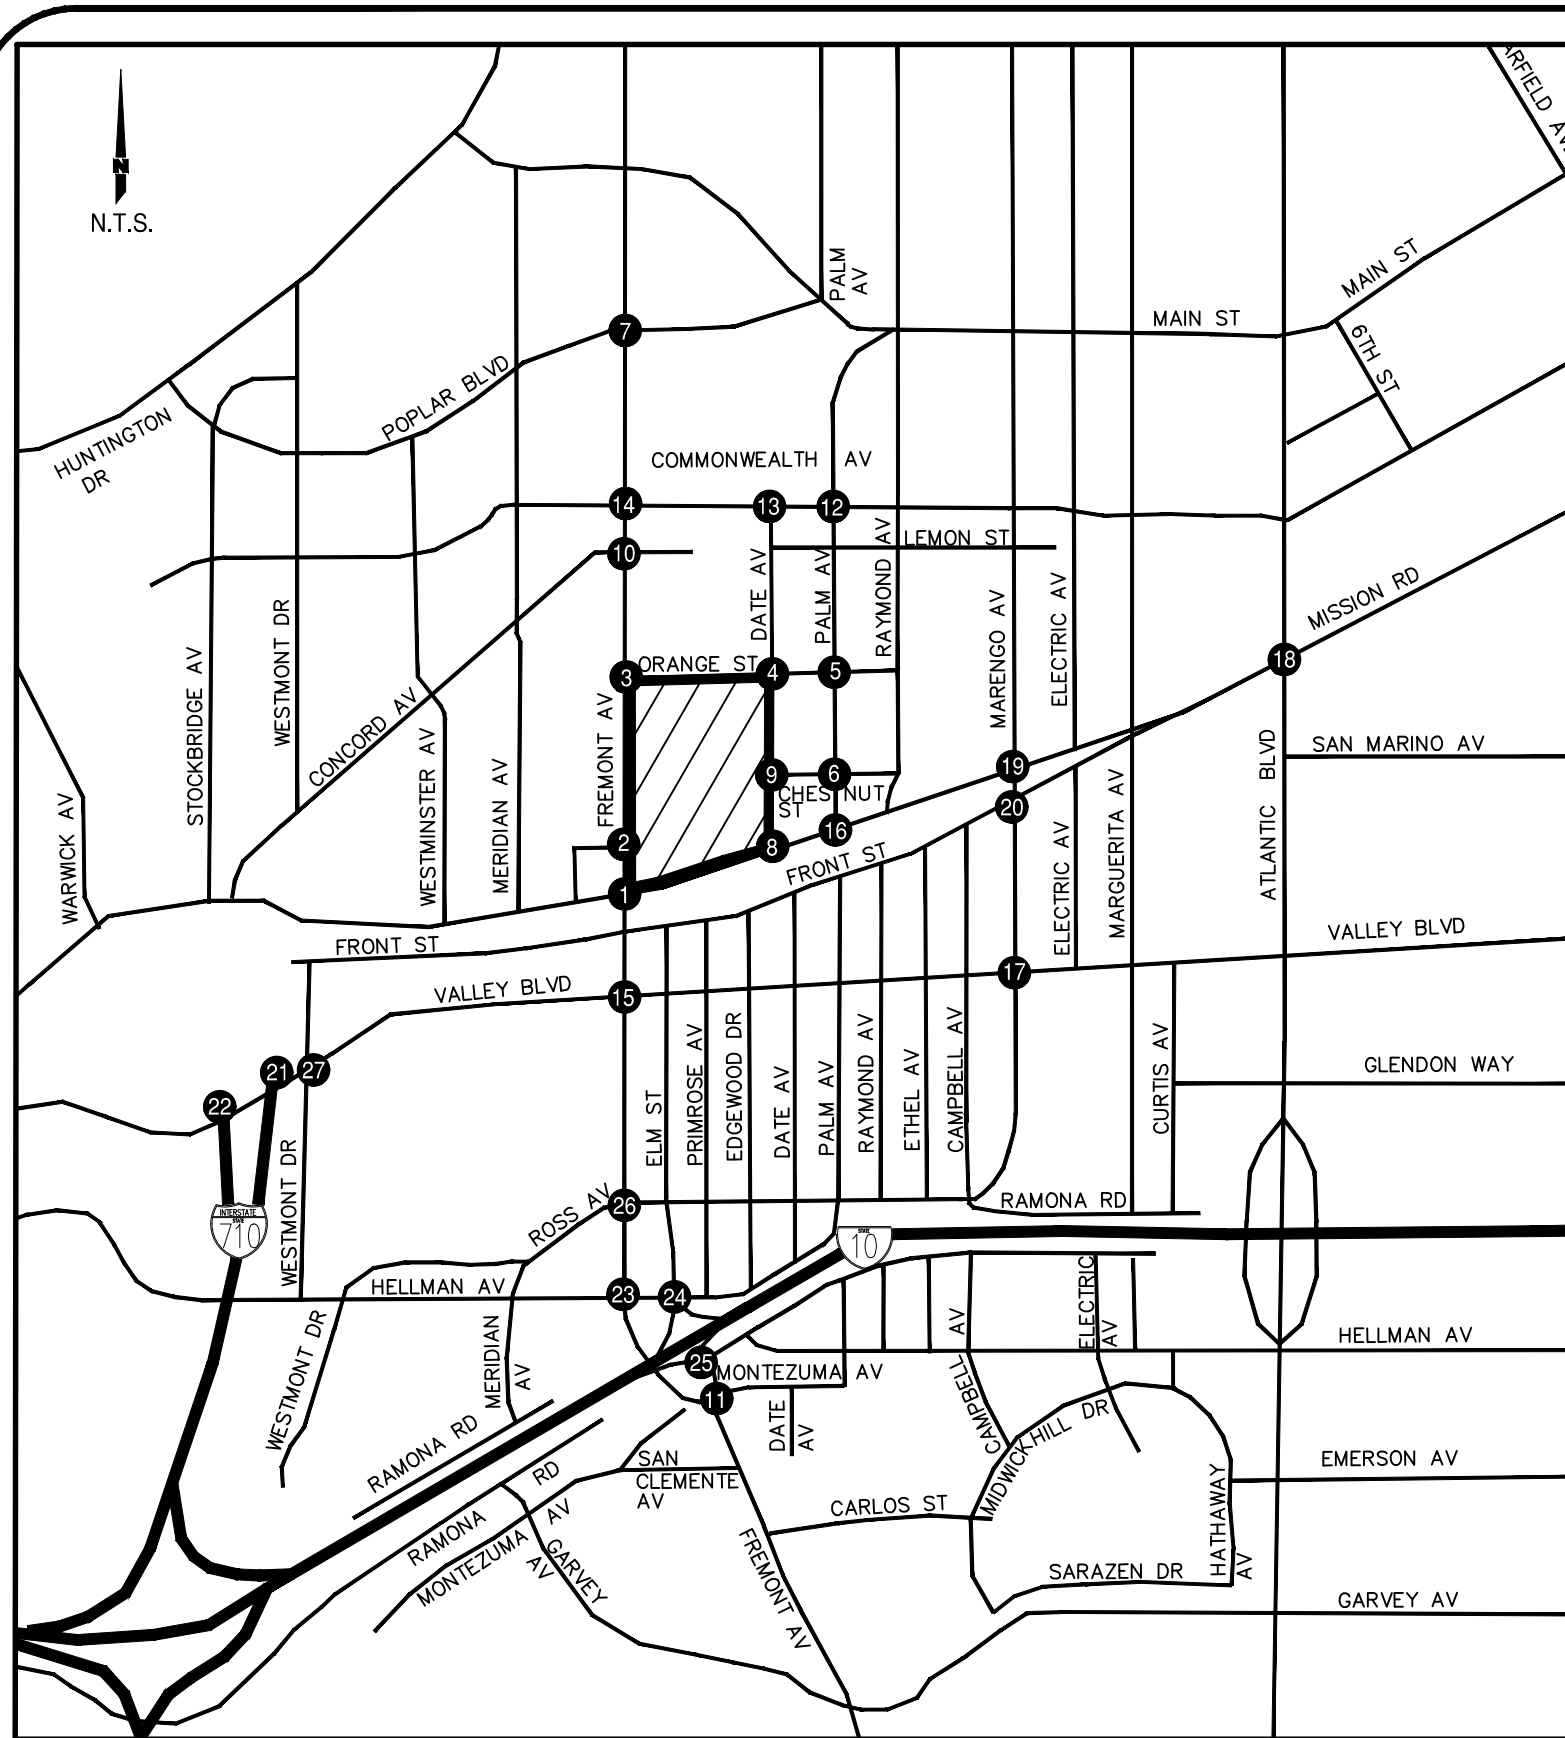 ARFIELD AV
N
N.T.S.
PALM
AV
MAIN ST
MAIN ST
6TH ST
7
POPLAR BLVD
HUNTINGTON
DR
COMMONWEALTH AV
14
13
12
10
LEMON ST
DATE AV
PALM AV
RAYMOND AV
MISSION RD
WESTMONT DR
STOCKBRIDGE AV
CONCORD AV
WESTMINSTER AV
MERIDIAN AV
FREMONT AV
ORANGE ST
3
4
5
MARENGO AV
ELECTRIC AV
18
SAN MARINO AV
ATLANTIC BLVD
9
6
CHESTNUT
ST
19
20
2
8
16
1
FRONT ST
WARWICK AV
ELECTRIC AV
MARGUERITA AV
FRONT ST
VALLEY BLVD
VALLEY BLVD
15
17
21
27
22
ELM ST
PRIMROSE AV
EDGEWOOD DR
DATE AV
PALM AV
RAYMOND AV
ETHEL AV
CAMPBELL AV
CURTIS AV
GLENDON WAY
WESTMONT DR
INTERSTATE
STATE
710
ROSS AV
26
RAMONA RD
STATE
10
HELLMAN AV
23
24
WESTMONT DR
MERIDIAN
AV
25
MONTEZUMA AV
11
CAMPBELL
AV
ELECTRIC
AV
HELLMAN AV
DATE
AV
RAMONA RD
SAN
CLEMENTE
AV
MIDWICKHILL DR
EMERSON AV
RAMONA RD
MONTEZUMA AV
GARVEY
AV
CARLOS ST
HATHAWAY
AV
FREMONT AV
SARAZEN DR
GARVEY AV